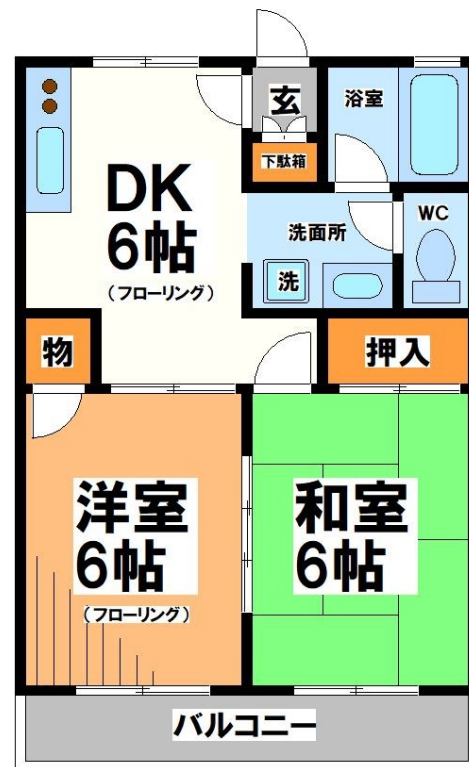 玄
浴室
下駄箱
DK
6帖
(フローリング)
WC
洗面所
洗
物
押入
洋室
6帖
(フローリング)
和室
6帖
バルコニー